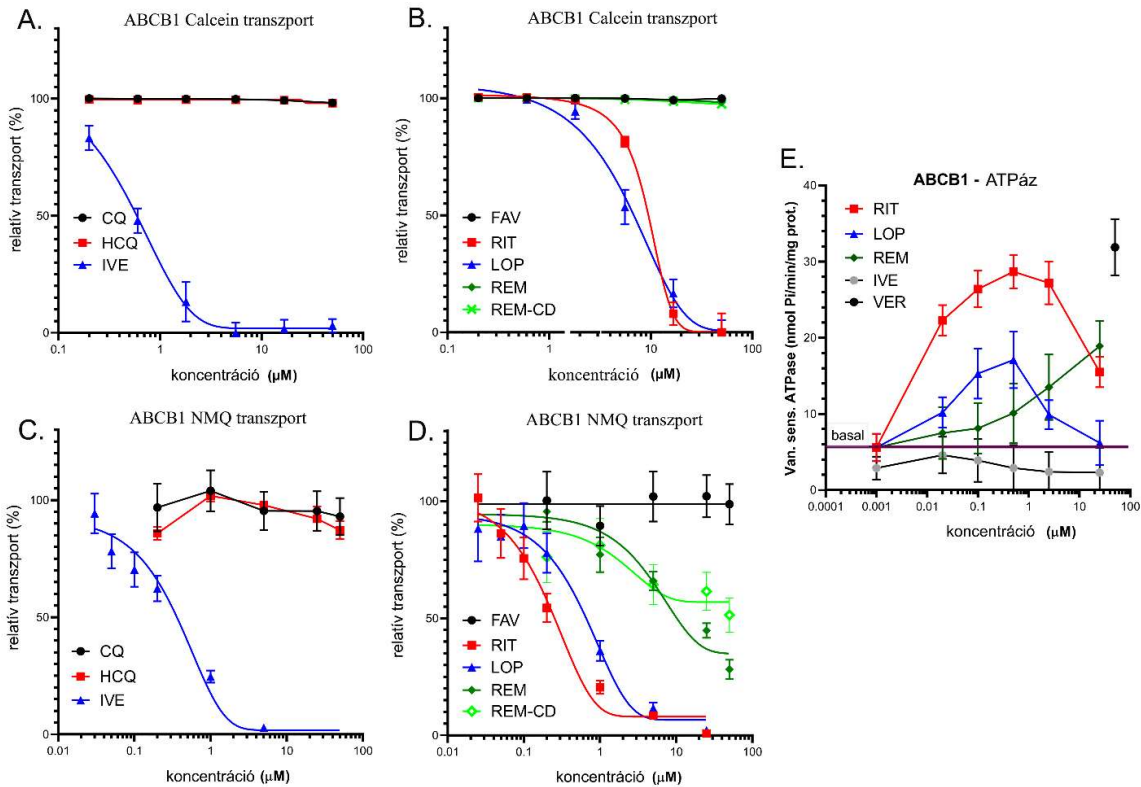 A.
ABCB1 Calcein transzport
relatív transzport (%)
100
50
0
CQ
HCQ
IVE
0.1
1
10
100
koncentráció (µM)
B.
ABCB1 Calcein transzport
relatív transzport (%)
100
50
0
FAV
RIT
LOP
REM
REM-CD
0.1
1
10
100
koncentráció (µM)
C.
ABCB1 NMQ transzport
relatív transzport (%)
100
50
0
CQ
HCQ
IVE
0.01
0.1
1
10
100
koncentráció (µM)
D.
ABCB1 NMQ transzport
relatív transzport (%)
100
50
0
FAV
RIT
LOP
REM
REM-CD
0.01
0.1
1
10
100
koncentráció (µM)
E.
ABCB1 - ATPáz
Van. sens. ATPase (nmol Pi/min/mg prot.)
40
30
20
10
0
RIT
LOP
REM
IVE
VER
basal
0.0001
0.001
0.01
0.1
1
10
100
koncentráció (µM)